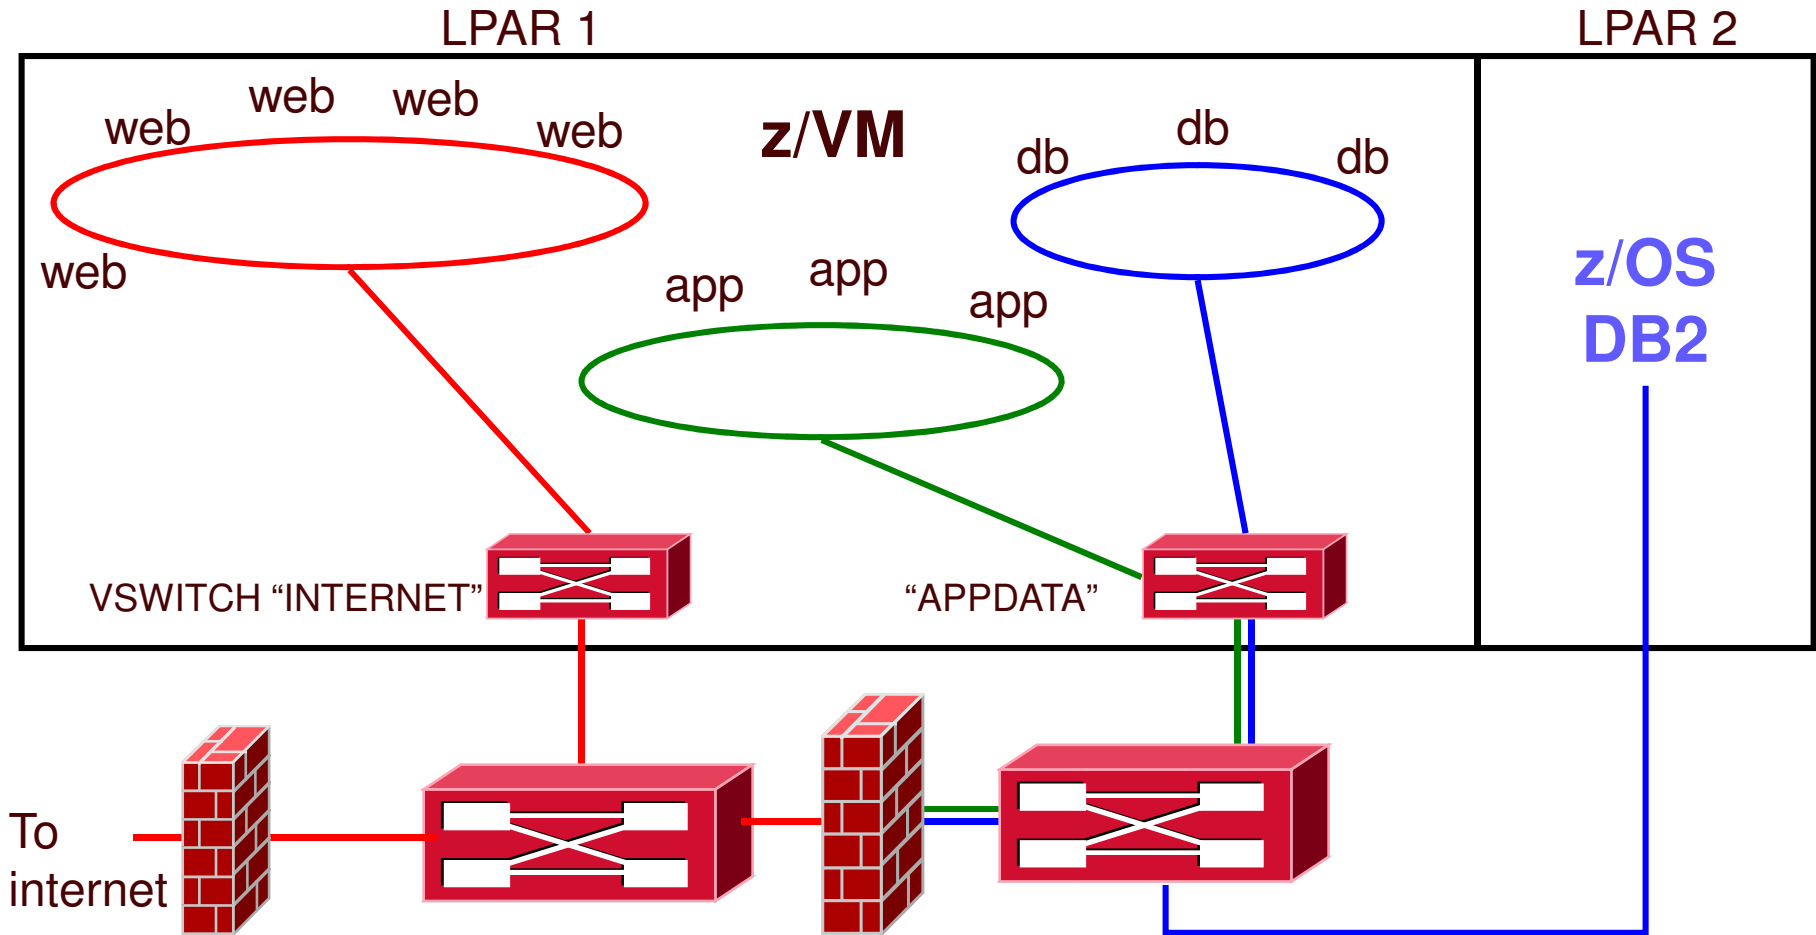 LPAR 1
LPAR 2
web
web
web
web
web
z/VM
db
db
db
app
app
app
z/OS
DB2
VSWITCH “INTERNET”
“APPDATA”
To
internet